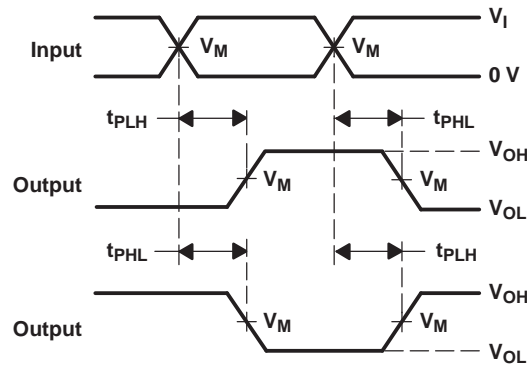 V_I
Input
V_M
V_M
0 V
t_PLH
t_PHL
V_OH
Output
V_M
V_M
V_OL
t_PHL
t_PLH
V_OH
Output
V_M
V_M
V_OL